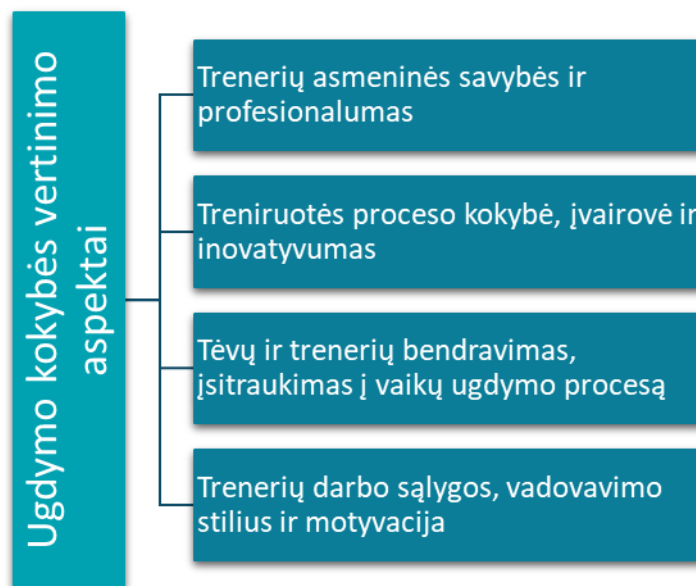 Ugdymo kokybės vertinimo
aspektai
Trenerių asmeninės savybės ir
profesionalumas
Treniruotės proceso kokybė, įvairovė ir
inovatyvumas
Tėvų ir trenerių bendravimas,
įsitraukimas į vaikų ugdymo procesą
Trenerių darbo sąlygos, vadovavimo
stilius ir motyvacija